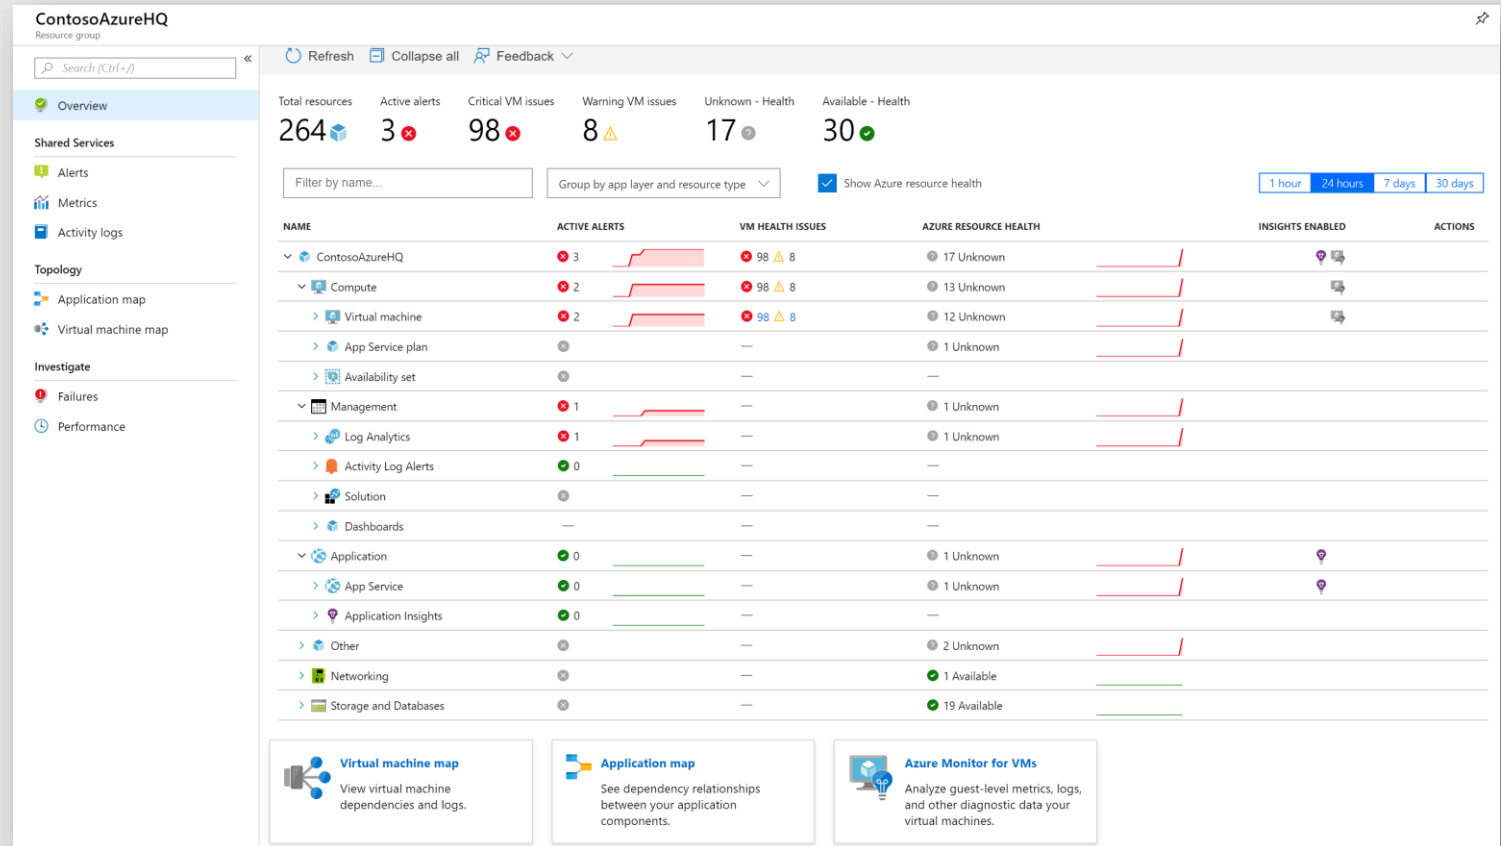 ContosoAzureHQ
Resource group
Search (Ctrl+/)
«
Refresh Collapse all Feedback
Overview
Shared Services
Alerts
Metrics
Activity logs
Topology
Application map
Virtual machine map
Investigate
Failures
Performance
Total resources Active alerts Critical VM issues Warning VM issues Unknown - Health Available - Health
264 3 98 8 17 30
Filter by name... Group by app layer and resource type Show Azure resource health 1 hour 24 hours 7 days 30 days
NAME ACTIVE ALERTS VM HEALTH ISSUES AZURE RESOURCE HEALTH INSIGHTS ENABLED ACTIONS
ContosoAzureHQ 3 98 8 17 Unknown
Compute 2 98 8 13 Unknown
Virtual machine 2 98 8 12 Unknown
App Service plan — 1 Unknown
Availability set — —
Management 1 — 1 Unknown
Log Analytics 1 — 1 Unknown
Activity Log Alerts 0 — —
Solution — —
Dashboards — — —
Application 0 — 1 Unknown
App Service 0 — 1 Unknown
Application Insights 0 — —
Other — 2 Unknown
Networking — 1 Available
Storage and Databases — 19 Available
Virtual machine map
View virtual machine
dependencies and logs.
Application map
See dependency relationships
between your application
components.
Azure Monitor for VMs
Analyze guest-level metrics, logs,
and other diagnostic data your
virtual machines.